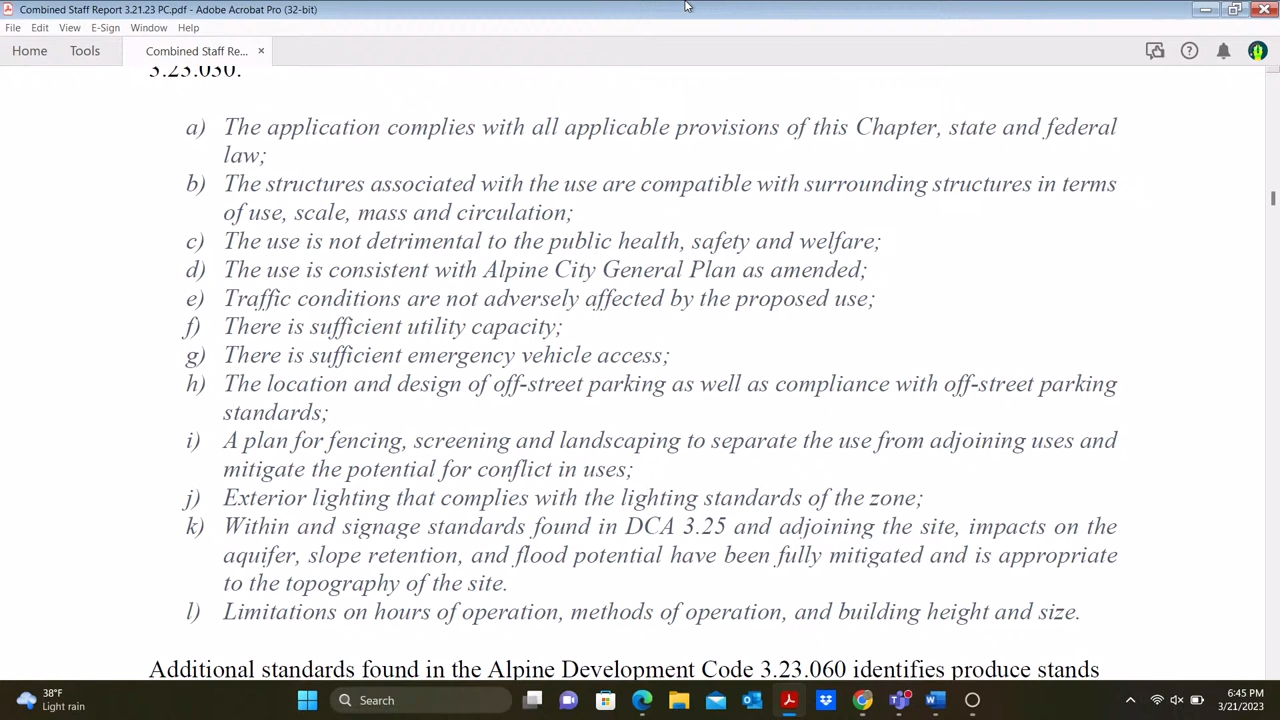 Combined Staff Report 3.21.23 PC.pdf - Adobe Acrobat Pro (32-bit)
File Edit View E-Sign Window Help
Home Tools Combined Staff Re... ×
3.23.030.
a) The application complies with all applicable provisions of this Chapter, state and federal
law;
b) The structures associated with the use are compatible with surrounding structures in terms
of use, scale, mass and circulation;
c) The use is not detrimental to the public health, safety and welfare;
d) The use is consistent with Alpine City General Plan as amended;
e) Traffic conditions are not adversely affected by the proposed use;
f) There is sufficient utility capacity;
g) There is sufficient emergency vehicle access;
h) The location and design of off-street parking as well as compliance with off-street parking
standards;
i) A plan for fencing, screening and landscaping to separate the use from adjoining uses and
mitigate the potential for conflict in uses;
j) Exterior lighting that complies with the lighting standards of the zone;
k) Within and signage standards found in DCA 3.25 and adjoining the site, impacts on the
aquifer, slope retention, and flood potential have been fully mitigated and is appropriate
to the topography of the site.
l) Limitations on hours of operation, methods of operation, and building height and size.
Additional standards found in the Alpine Development Code 3.23.060 identifies produce stands
38°F
Light rain
Search
6:45 PM
3/21/2023